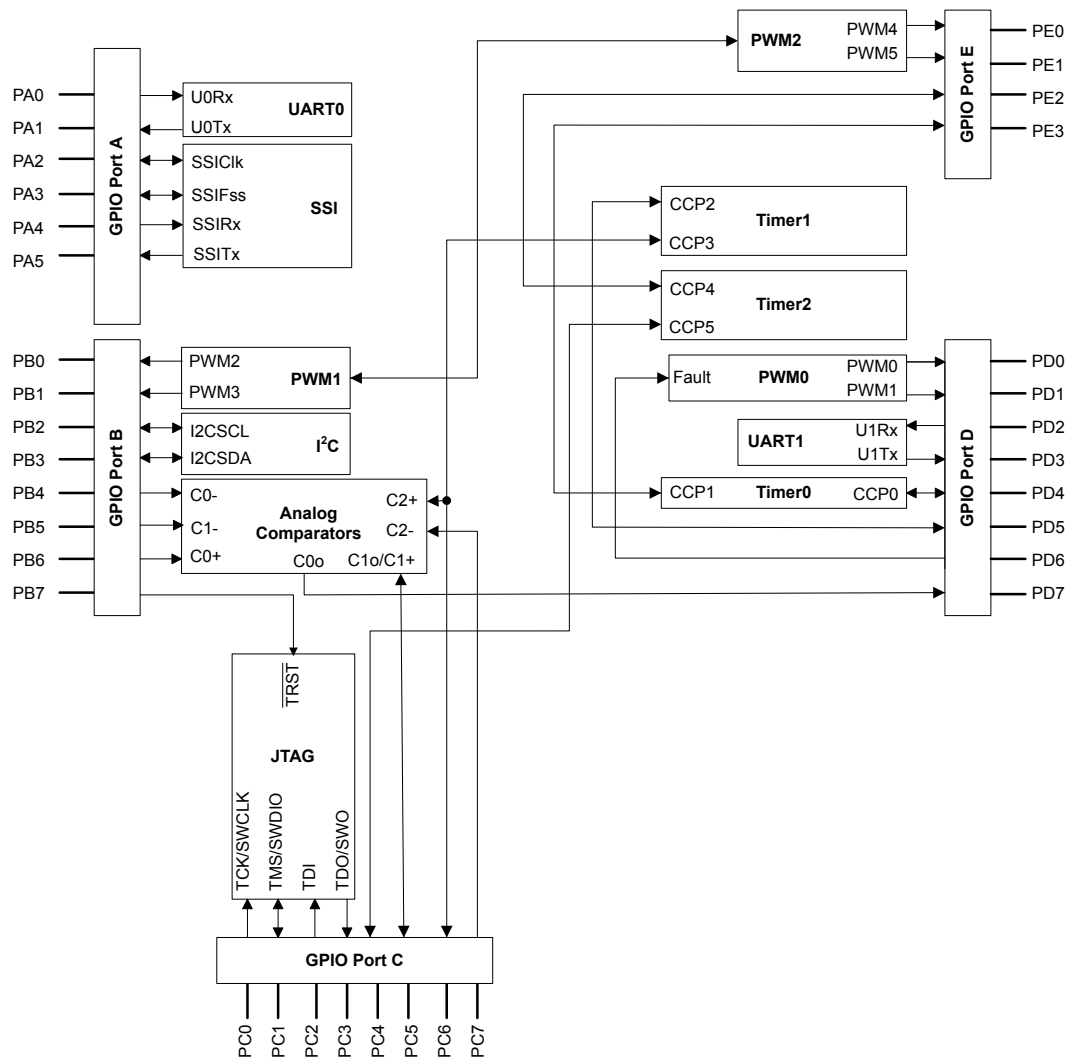 PWM2
PWM4
PWM5
GPIO Port E
PE0
PE1
PE2
PE3
PA0
PA1
PA2
PA3
PA4
PA5
GPIO Port A
U0Rx
U0Tx
UART0
SSIClk
SSIFss
SSIRx
SSITx
SSI
CCP2
CCP3
Timer1
CCP4
CCP5
Timer2
PB0
PB1
PB2
PB3
PB4
PB5
PB6
PB7
GPIO Port B
PWM2
PWM3
PWM1
I2CSCL
I2CSDA
I²C
C0-
C1-
C0+
Analog
Comparators
C2+
C2-
C0o
C1o/C1+
Fault
PWM0
PWM0
PWM1
UART1
U1Rx
U1Tx
CCP1
Timer0
CCP0
GPIO Port D
PD0
PD1
PD2
PD3
PD4
PD5
PD6
PD7
TRST
JTAG
TCK/SWCLK
TMS/SWDIO
TDI
TDO/SWO
GPIO Port C
PC0
PC1
PC2
PC3
PC4
PC5
PC6
PC7